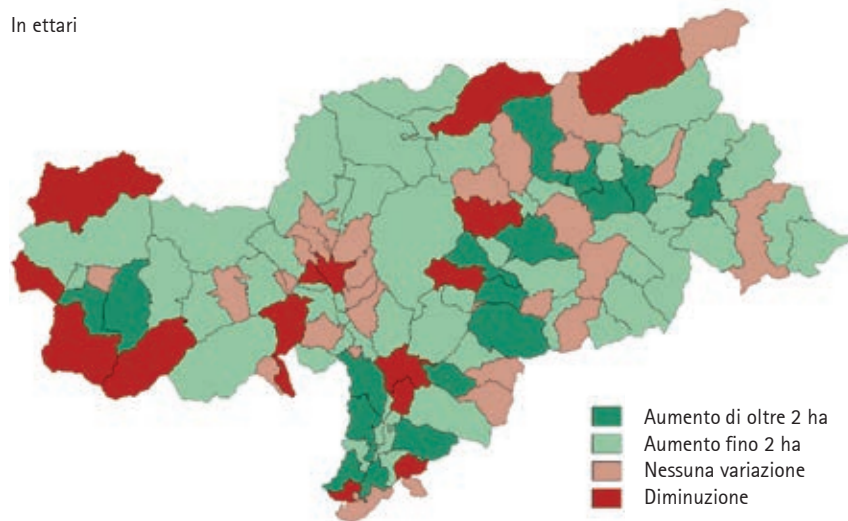 In ettari
Aumento di oltre 2 ha
Aumento fino 2 ha
Nessuna variazione
Diminuzione